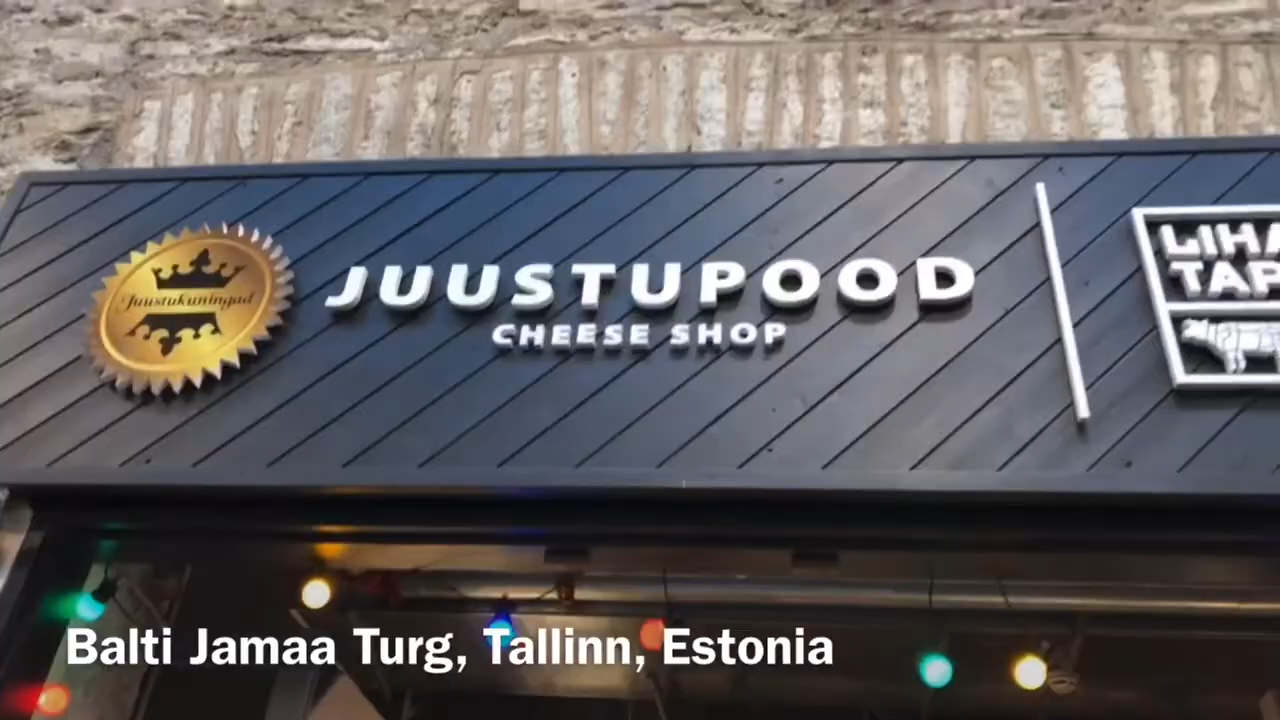 Juustukuningad
JUUSTUPOOD
CHEESE SHOP
Balti Jamaa Turg, Tallinn, Estonia